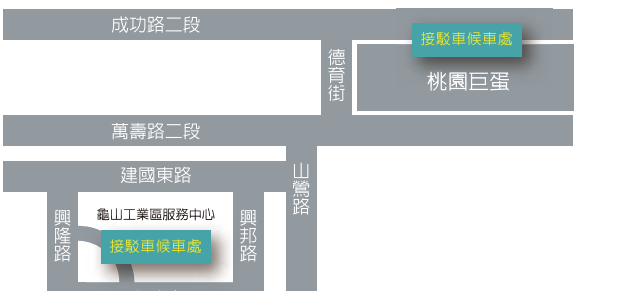 成功路二段
接駁車候車處
德育街
桃園巨蛋
萬壽路二段
建國東路
山鶯路
龜山工業區服務中心
興隆路
接駁車候車處
興邦路